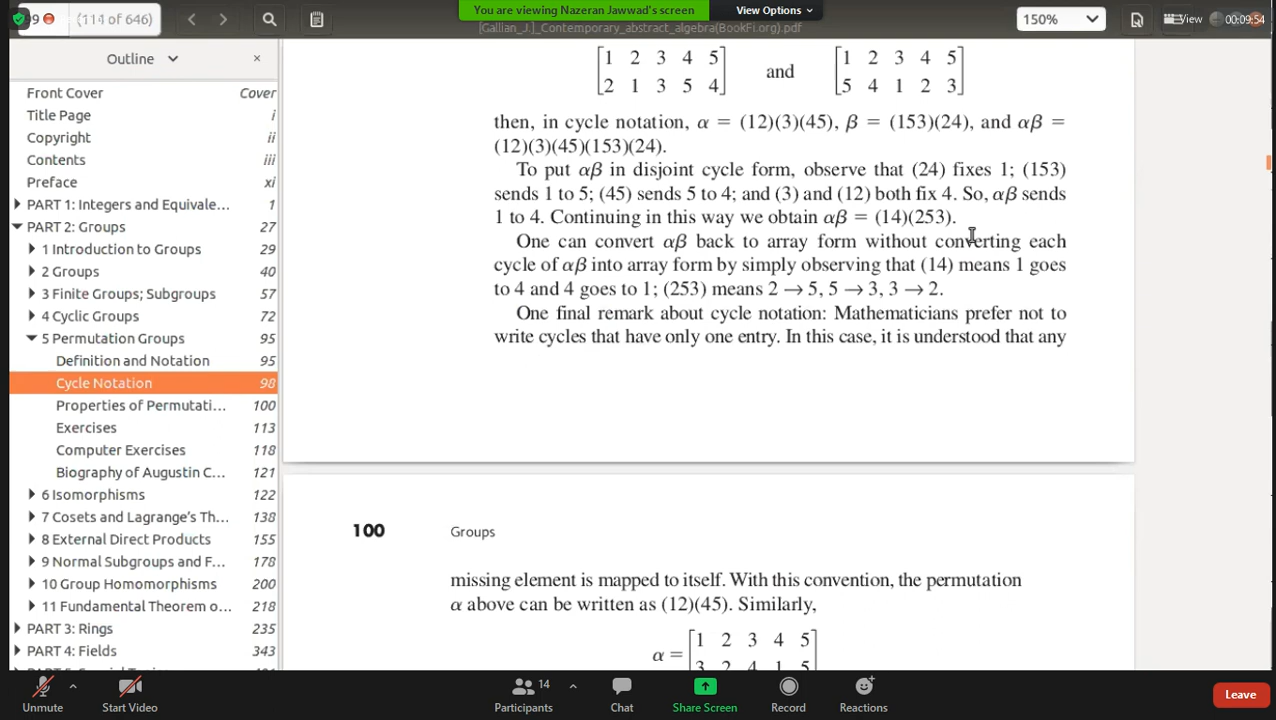 99
(114 of 646)
You are viewing Nazeran Jawwad's screen
View Options
[Gallian_J.]_Contemporary_abstract_algebra(BookFi.org).pdf
150%
View
00:09:54
Outline
Front Cover Cover
Title Page i
Copyright ii
Contents iii
Preface xi
PART 1: Integers and Equivale... 1
PART 2: Groups 27
1 Introduction to Groups 29
2 Groups 40
3 Finite Groups; Subgroups 57
4 Cyclic Groups 72
5 Permutation Groups 95
Definition and Notation 95
Cycle Notation 98
Properties of Permutati... 100
Exercises 113
Computer Exercises 118
Biography of Augustin C... 121
6 Isomorphisms 122
7 Cosets and Lagrange's Th... 138
8 External Direct Products 155
9 Normal Subgroups and F... 178
10 Group Homomorphisms 200
11 Fundamental Theorem o... 218
PART 3: Rings 235
PART 4: Fields 343
[1 2 3 4 5] [1 2 3 4 5]
and
[2 1 3 5 4] [5 4 1 2 3]
then, in cycle notation, α = (12)(3)(45), β = (153)(24), and αβ =
(12)(3)(45)(153)(24).
To put αβ in disjoint cycle form, observe that (24) fixes 1; (153)
sends 1 to 5; (45) sends 5 to 4; and (3) and (12) both fix 4. So, αβ sends
1 to 4. Continuing in this way we obtain αβ = (14)(253).
One can convert αβ back to array form without converting each
cycle of αβ into array form by simply observing that (14) means 1 goes
to 4 and 4 goes to 1; (253) means 2 → 5, 5 → 3, 3 → 2.
One final remark about cycle notation: Mathematicians prefer not to
write cycles that have only one entry. In this case, it is understood that any
100 Groups
missing element is mapped to itself. With this convention, the permutation
α above can be written as (12)(45). Similarly,
[1 2 3 4 5]
α =
3 2 4 1 5
Unmute
Start Video
14
Participants
Chat
Share Screen
Record
Reactions
Leave